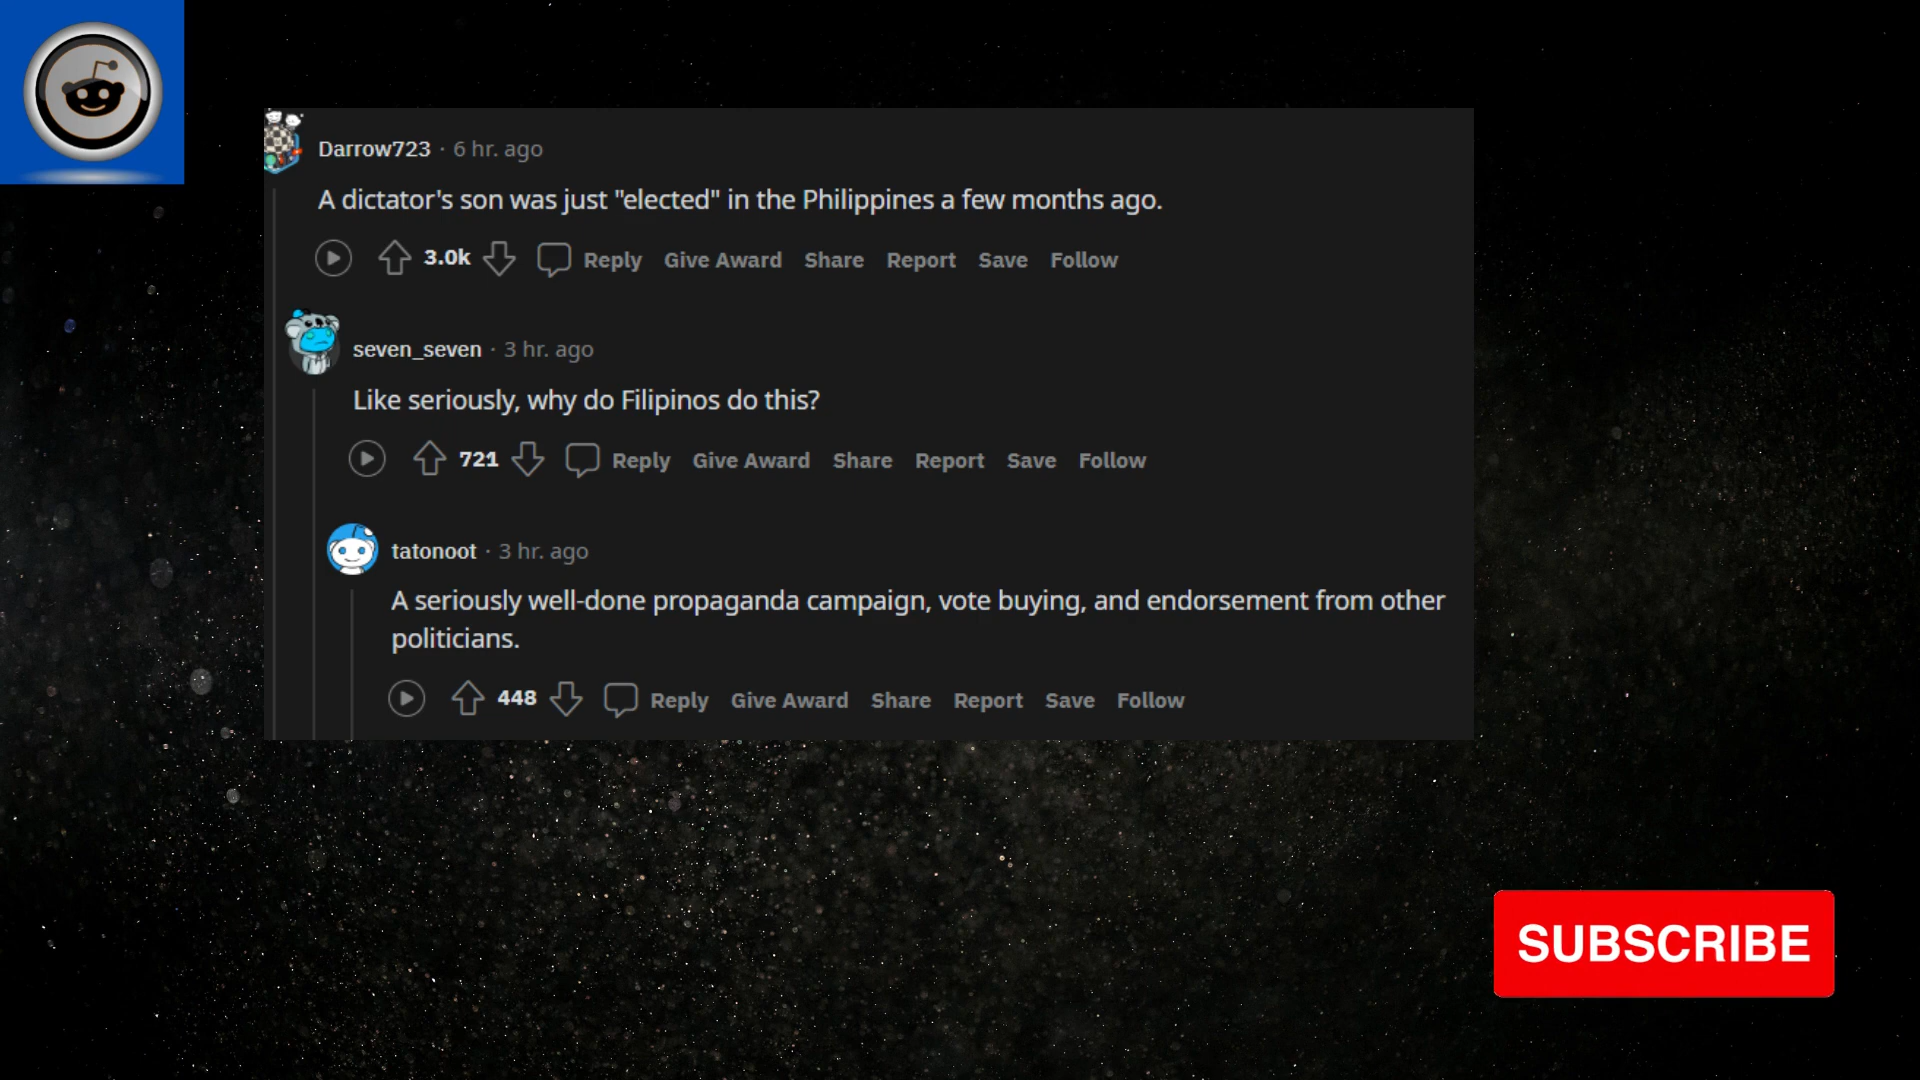 Darrow723 · 6 hr. ago
A dictator's son was just "elected" in the Philippines a few months ago.
3.0k Reply Give Award Share Report Save Follow
seven_seven · 3 hr. ago
Like seriously, why do Filipinos do this?
721 Reply Give Award Share Report Save Follow
tatonoot · 3 hr. ago
A seriously well-done propaganda campaign, vote buying, and endorsement from other
politicians.
448 Reply Give Award Share Report Save Follow
SUBSCRIBE